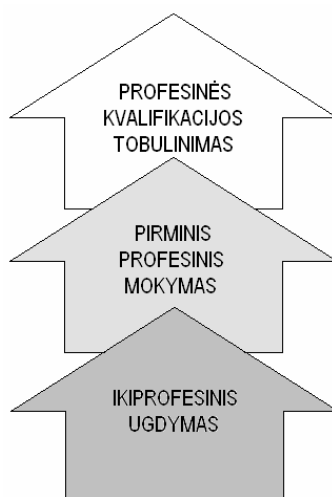 PROFESINĖS
KVALIFIKACIJOS
TOBULINIMAS
PIRMINIS
PROFESINIS
MOKYMAS
IKIPROFESINIS
UGDYMAS